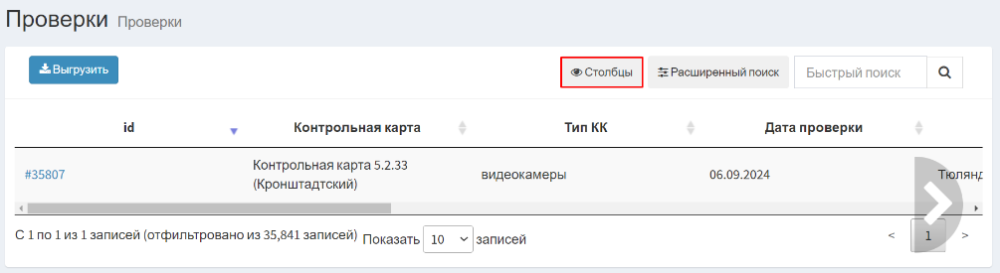 Проверки Проверки
Выгрузить Столбцы Расширенный поиск Быстрый поиск
id Контрольная карта Тип КК Дата проверки
#35807 Контрольная карта 5.2.33 (Кронштадтский) видеокамеры 06.09.2024 Тюлянд
С 1 по 1 из 1 записей (отфильтровано из 35,841 записей) Показать 10 записей < 1 >